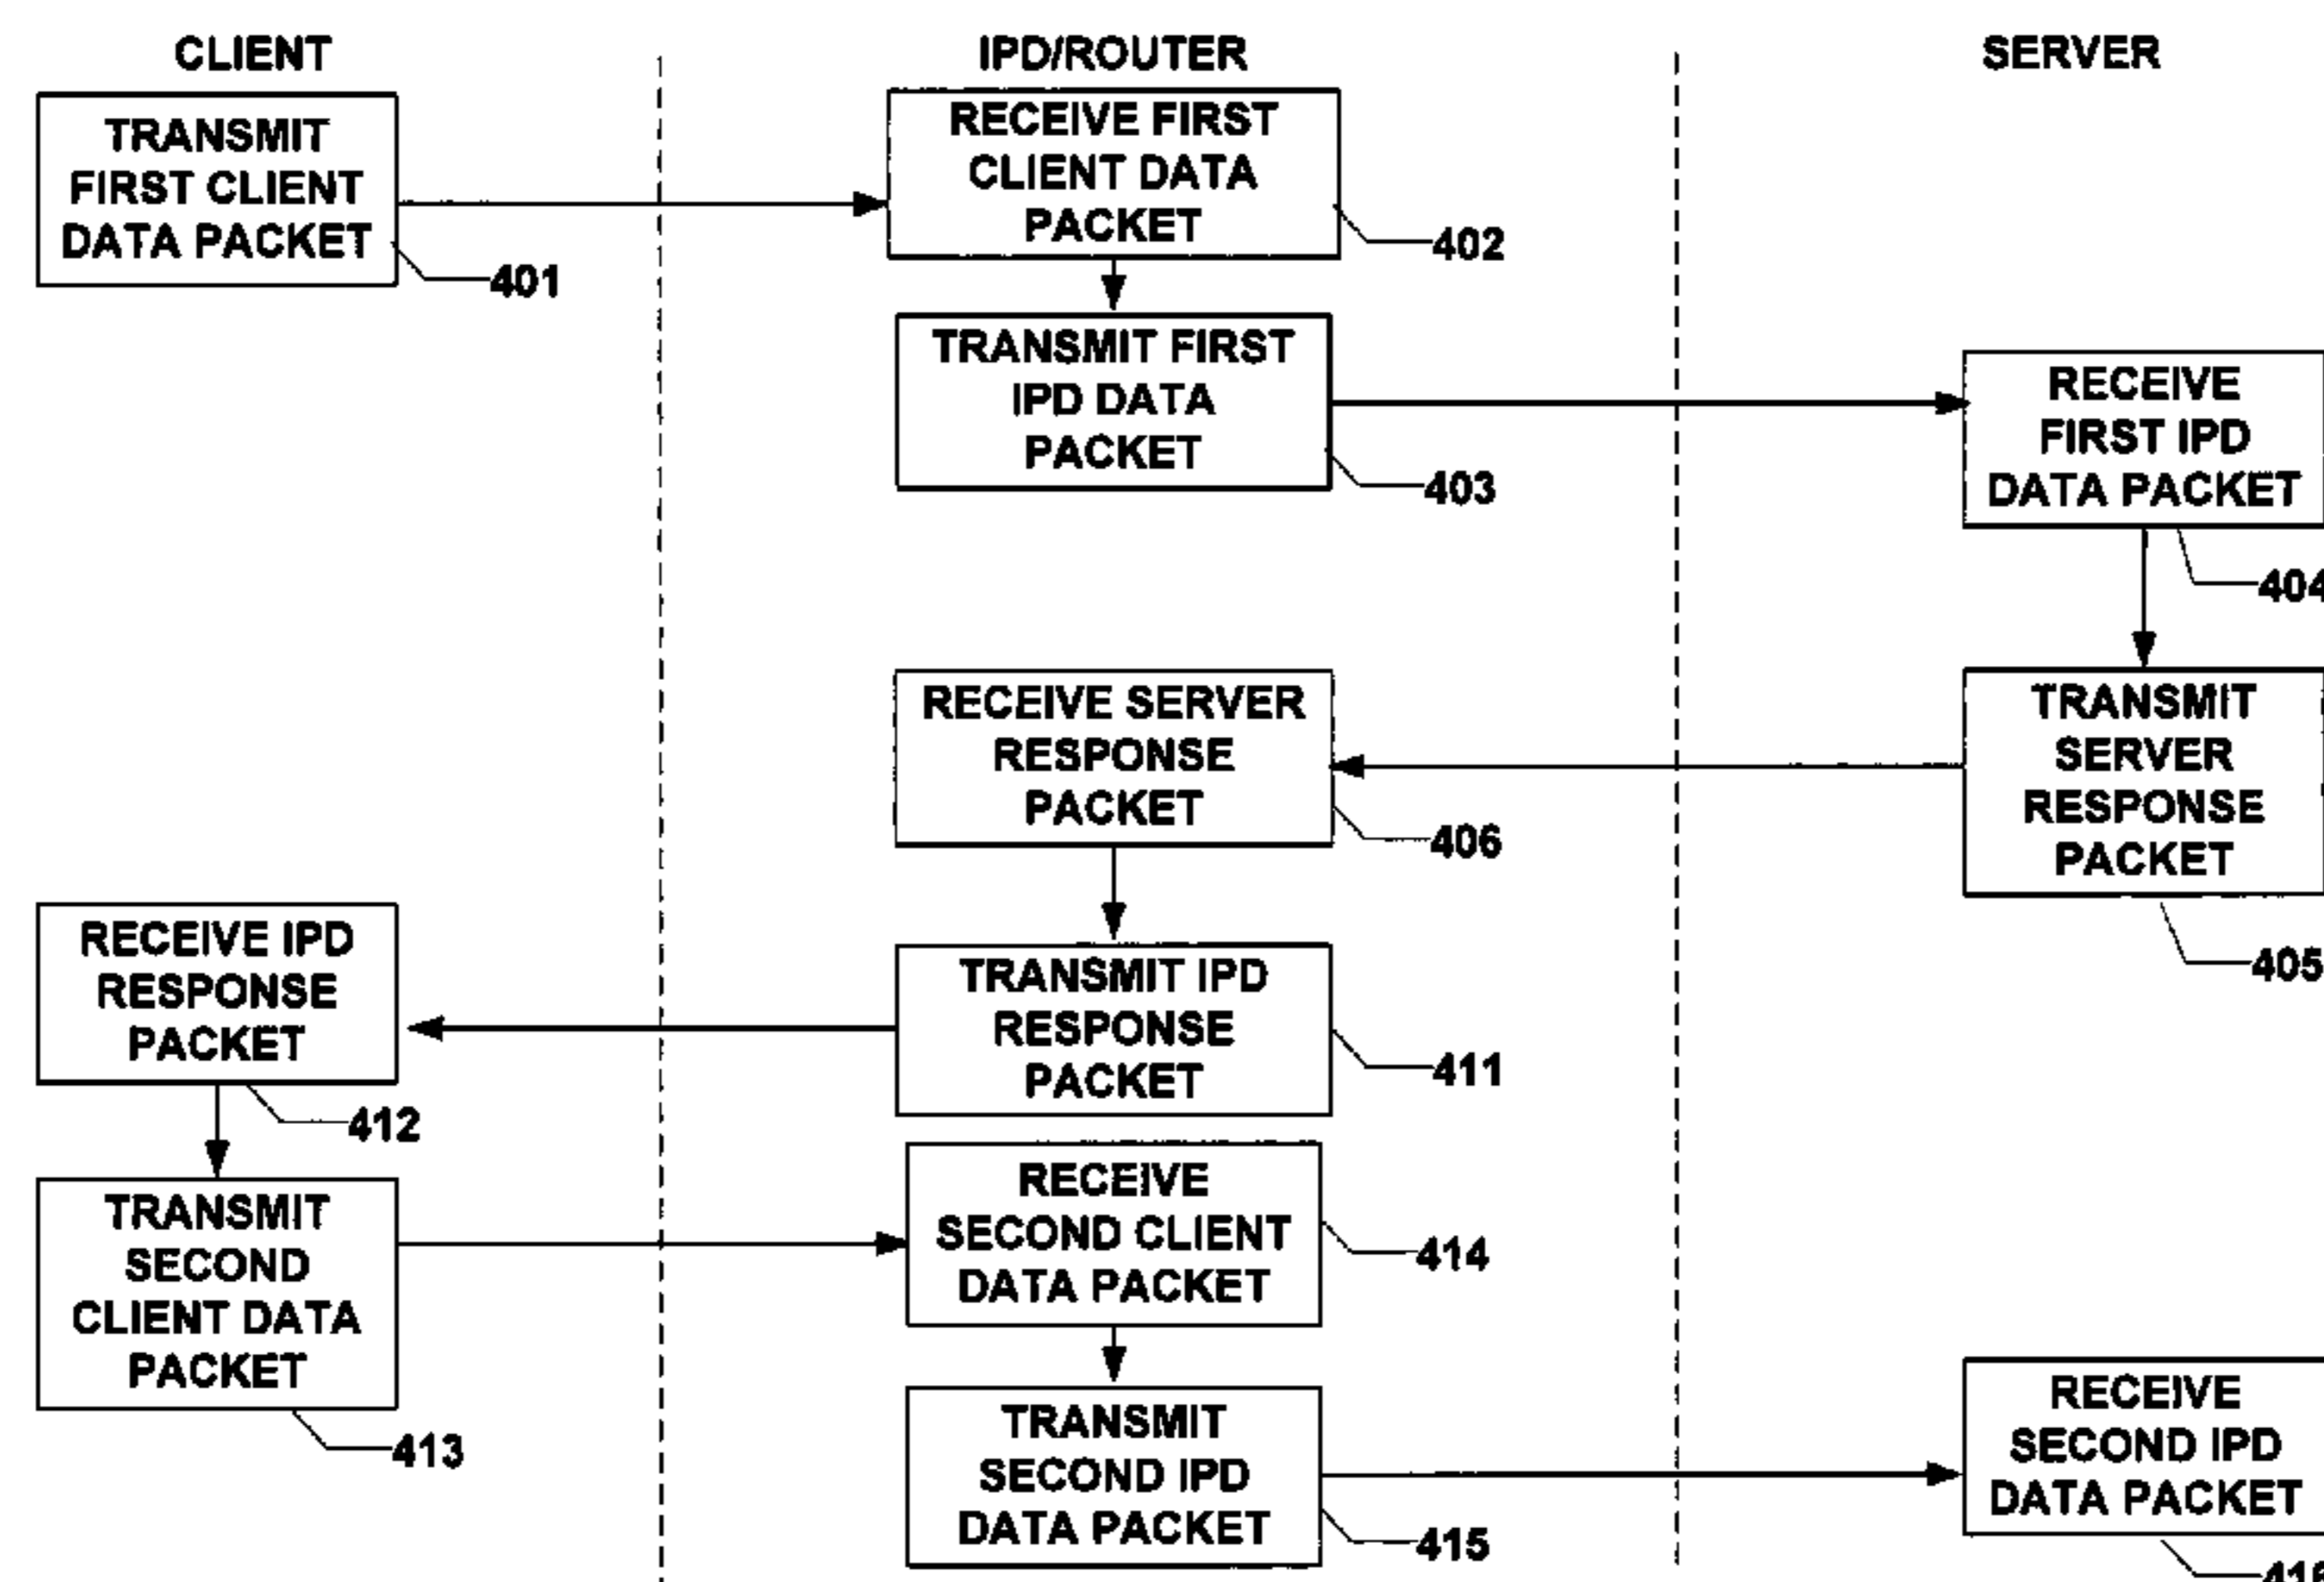 CLIENT
IPD/ROUTER
SERVER
TRANSMIT
FIRST CLIENT
DATA PACKET
401
RECEIVE FIRST
CLIENT DATA
PACKET
402
TRANSMIT FIRST
IPD DATA
PACKET
403
RECEIVE
FIRST IPD
DATA PACKET
404
TRANSMIT
SERVER
RESPONSE
PACKET
405
RECEIVE SERVER
RESPONSE
PACKET
406
TRANSMIT IPD
RESPONSE
PACKET
411
RECEIVE IPD
RESPONSE
PACKET
412
TRANSMIT
SECOND
CLIENT DATA
PACKET
413
RECEIVE
SECOND CLIENT
DATA PACKET
414
TRANSMIT
SECOND IPD
DATA PACKET
415
RECEIVE
SECOND IPD
DATA PACKET